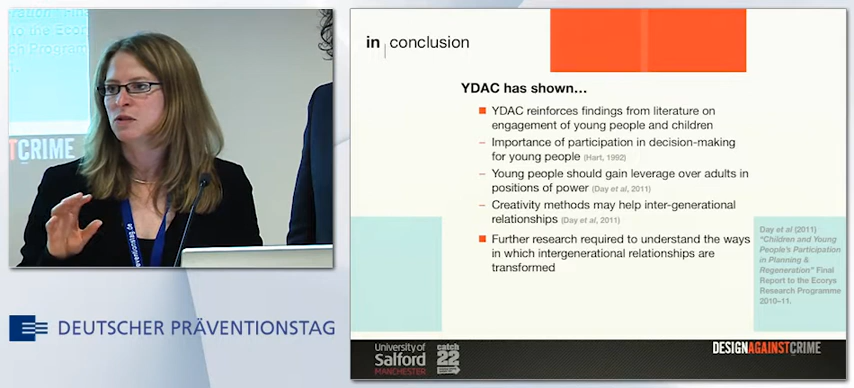 to the Ecory
Research Programme
CRIME
in conclusion
YDAC has shown...
YDAC reinforces findings from literature on
engagement of young people and children
– Importance of participation in decision-making
for young people (Hart, 1992)
– Young people should gain leverage over adults in
positions of power (Day et al, 2011)
– Creativity methods may help inter-generational
relationships (Day et al, 2011)
Further research required to understand the ways
in which intergenerational relationships are
transformed
Day et al (2011)
"Children and Young
People's Participation
in Planning &
Regeneration" Final
Report to the Ecorys
Research Programme
2010–11.
DEUTSCHER PRÄVENTIONSTAG
University of
Salford
MANCHESTER
catch
22
DESIGNAGAINSTCRIME